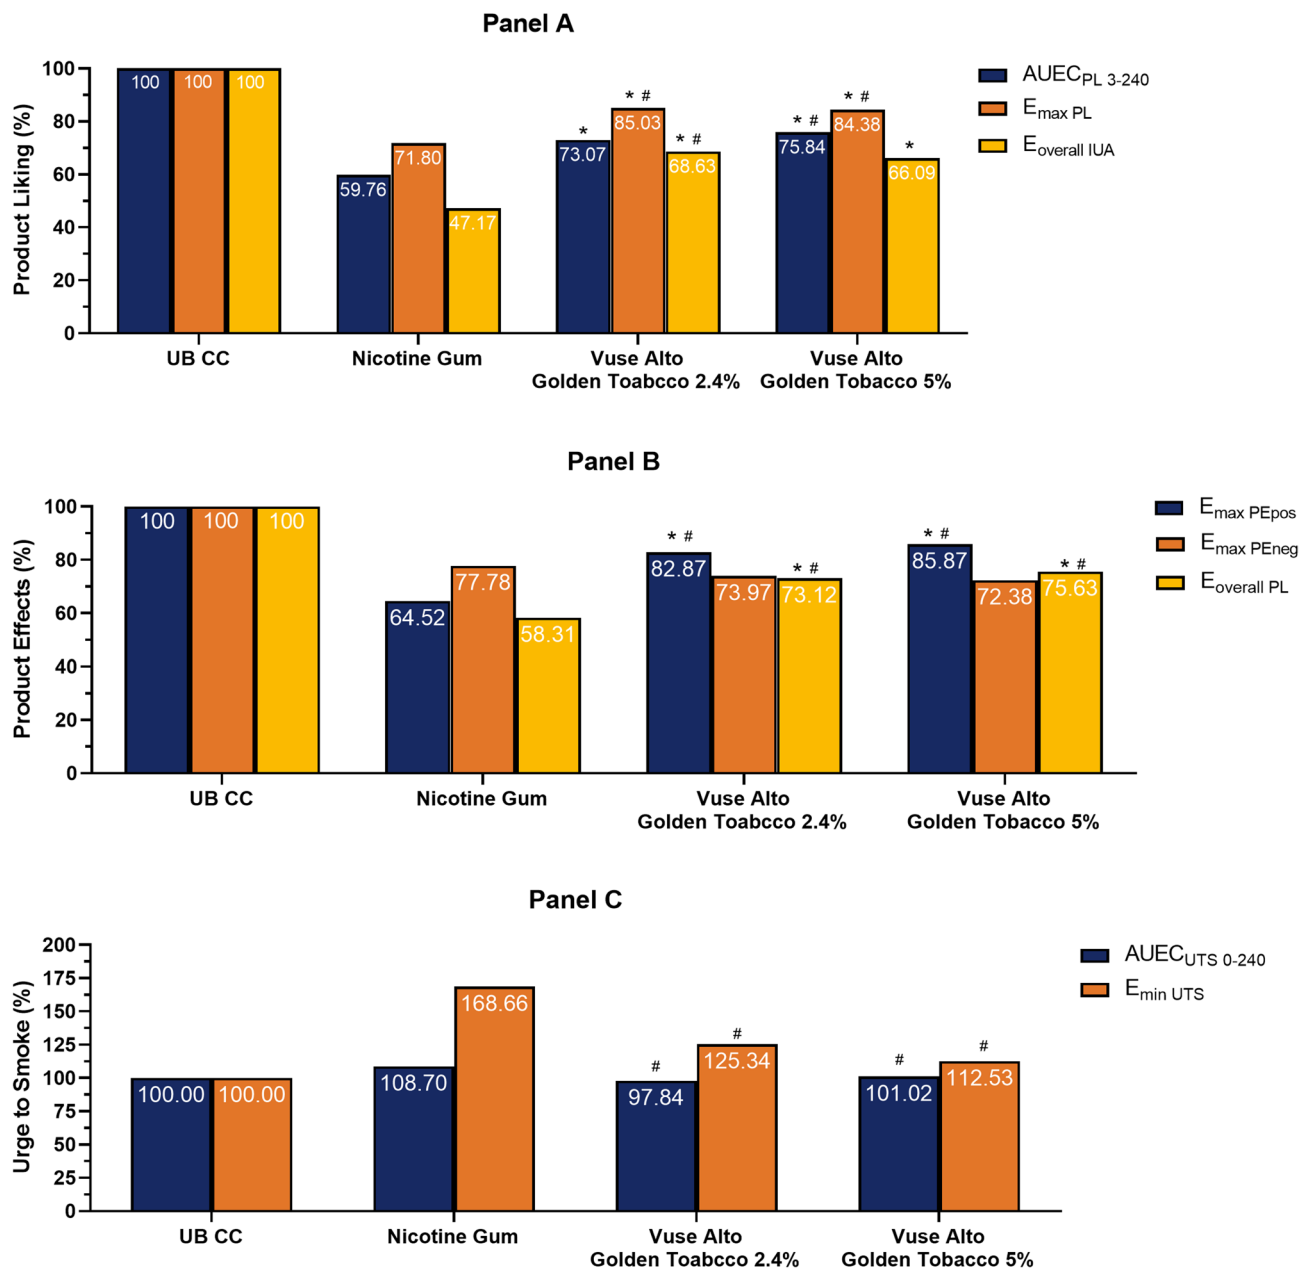 Panel A
Product Liking (%)
100
80
60
40
20
0
100 100 100
59.76 71.80 47.17
* * # * #
73.07 85.03 68.63
* # * # *
75.84 84.38 66.09
UB CC
Nicotine Gum
Vuse Alto
Golden Toabcco 2.4%
Vuse Alto
Golden Tobacco 5%
AUECPL 3-240
Emax PL
Eoverall IUA
Panel B
Product Effects (%)
100
80
60
40
20
0
100 100 100
64.52 77.78 58.31
* # * #
82.87 73.97 73.12
* # * #
85.87 72.38 75.63
UB CC
Nicotine Gum
Vuse Alto
Golden Toabcco 2.4%
Vuse Alto
Golden Tobacco 5%
Emax PEpos
Emax PEneg
Eoverall PL
Panel C
Urge to Smoke (%)
200
175
150
125
100
75
50
25
0
100.00 100.00
108.70 168.66
# #
97.84 125.34
# #
101.02 112.53
UB CC
Nicotine Gum
Vuse Alto
Golden Toabcco 2.4%
Vuse Alto
Golden Tobacco 5%
AUECUTS 0-240
Emin UTS